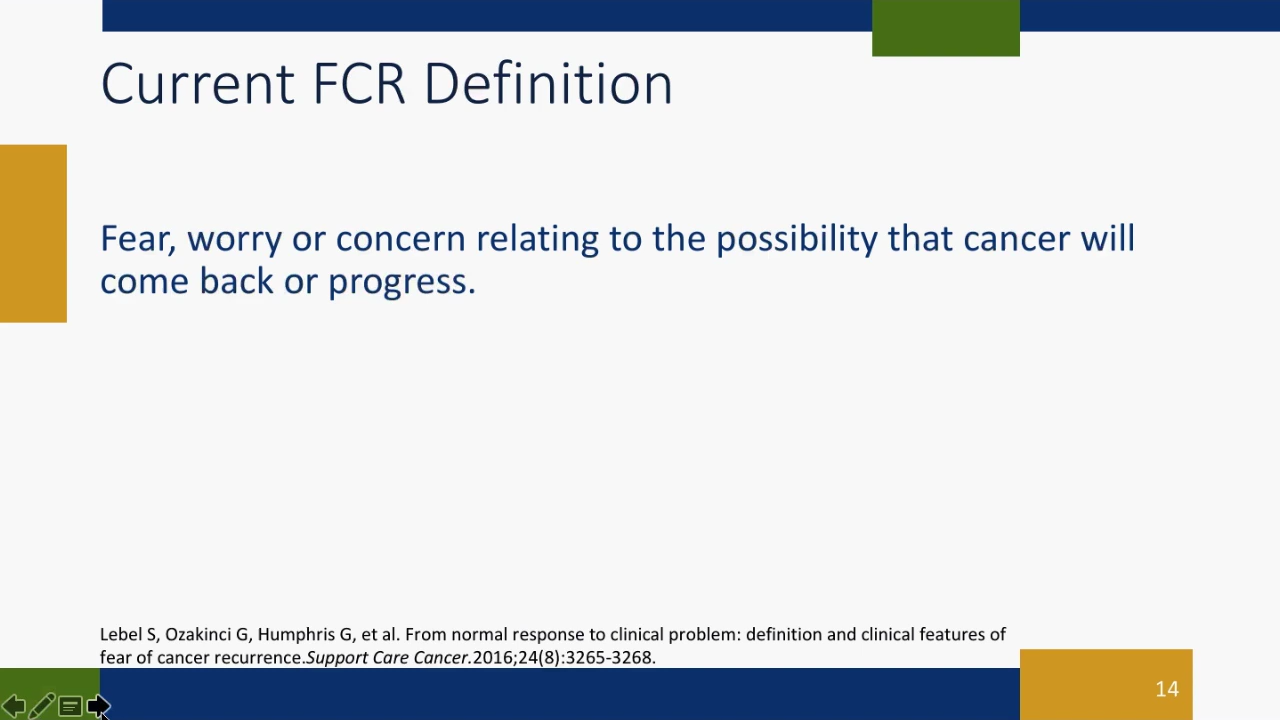 Current FCR Definition
Fear, worry or concern relating to the possibility that cancer will
come back or progress.
Lebel S, Ozakinci G, Humphris G, et al. From normal response to clinical problem: definition and clinical features of
fear of cancer recurrence.Support Care Cancer.2016;24(8):3265-3268.
14